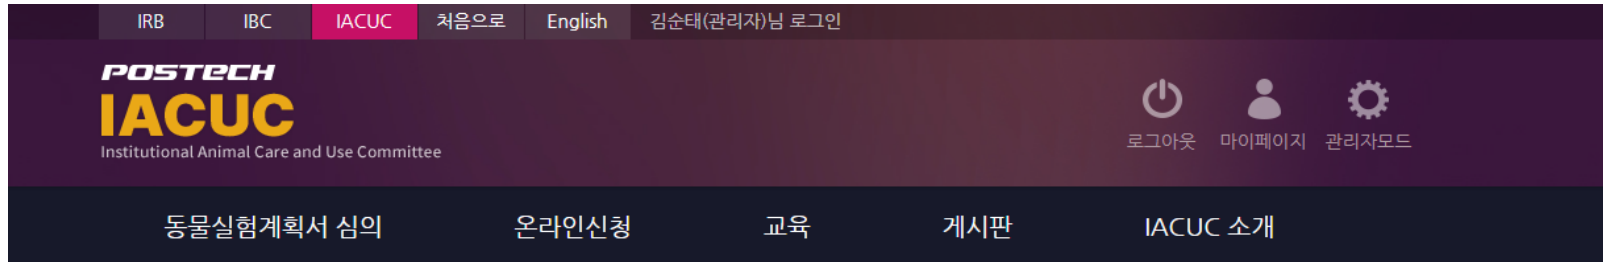 IRB IBC IACUC 처음으로 English 김순태(관리자)님 로그인
POSTECH
IACUC
Institutional Animal Care and Use Committee
로그아웃 마이페이지 관리자모드
동물실험계획서 심의 온라인신청 교육 게시판 IACUC 소개